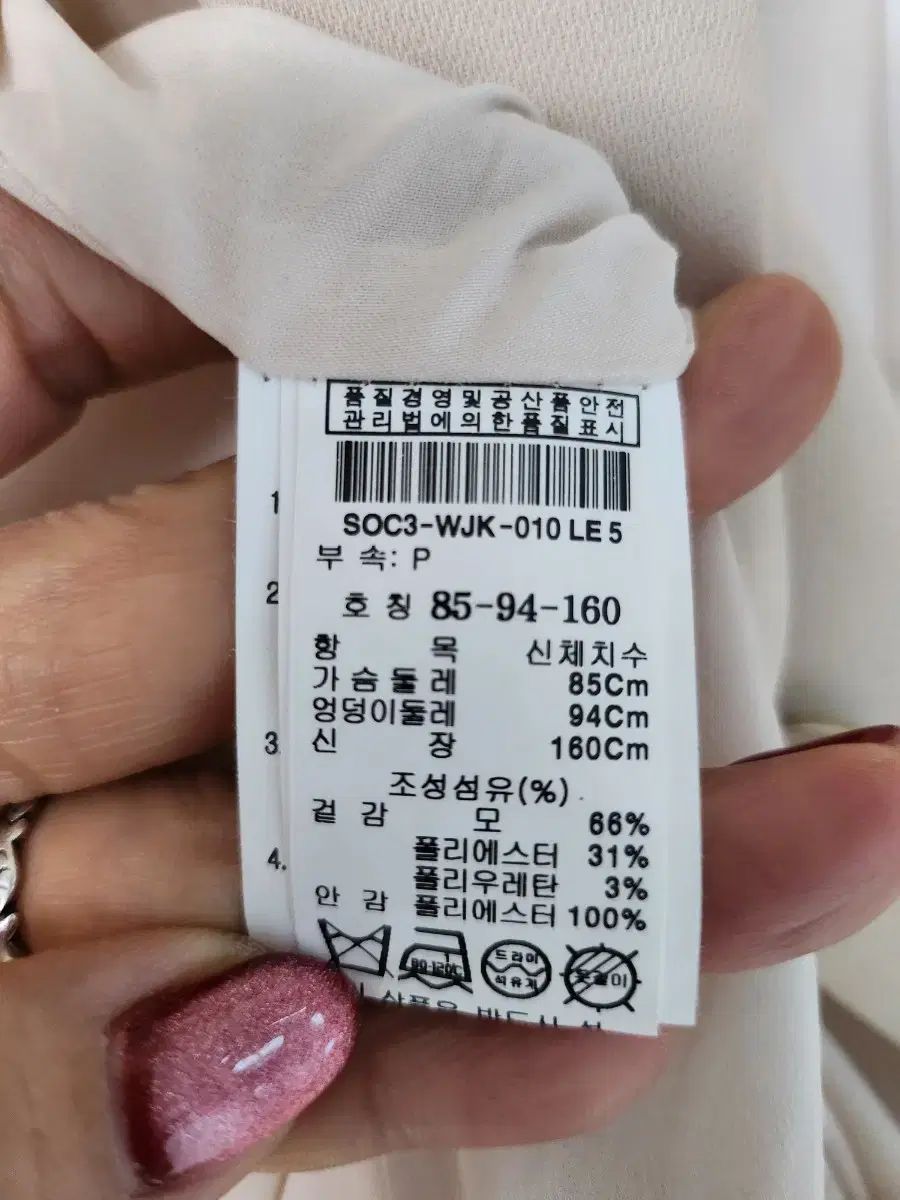 품질경영및공산품안전
관리법에의한품질표시
SOC3-WJK-010 LE 5
부 속: P
호 칭 85-94-160
항 목 신체치수
가슴둘레 85Cm
엉덩이둘레 94Cm
신 장 160Cm
조성섬유(%)
겉 감 모 66%
폴리에스터 31%
폴리우레탄 3%
안 감 폴리에스터 100%
드라이
석유계
1
2
3
4.